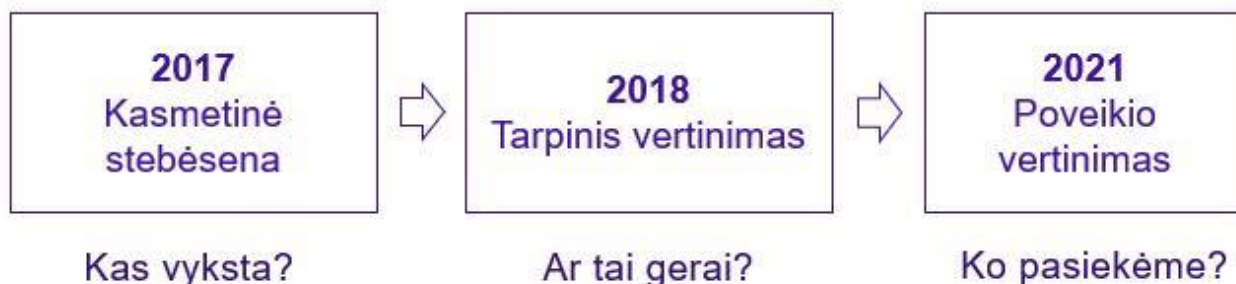 2017
Kasmetinė
stebėsena
2018
Tarpinis vertinimas
2021
Poveikio
vertinimas
Kas vyksta?
Ar tai gerai?
Ko pasiekėme?